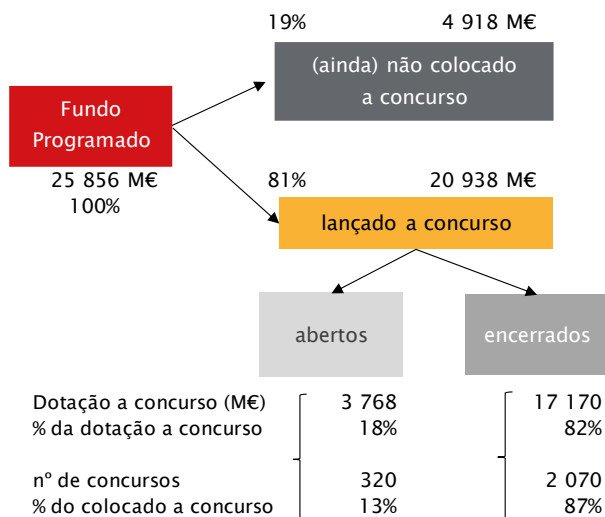 19% 4 918 M€
(ainda) não colocado
a concurso
Fundo
Programado
25 856 M€
100%
81% 20 938 M€
lançado a concurso
abertos
encerrados
Dotação a concurso (M€) 3 768 17 170
% da dotação a concurso 18% 82%
nº de concursos 320 2 070
% do colocado a concurso 13% 87%